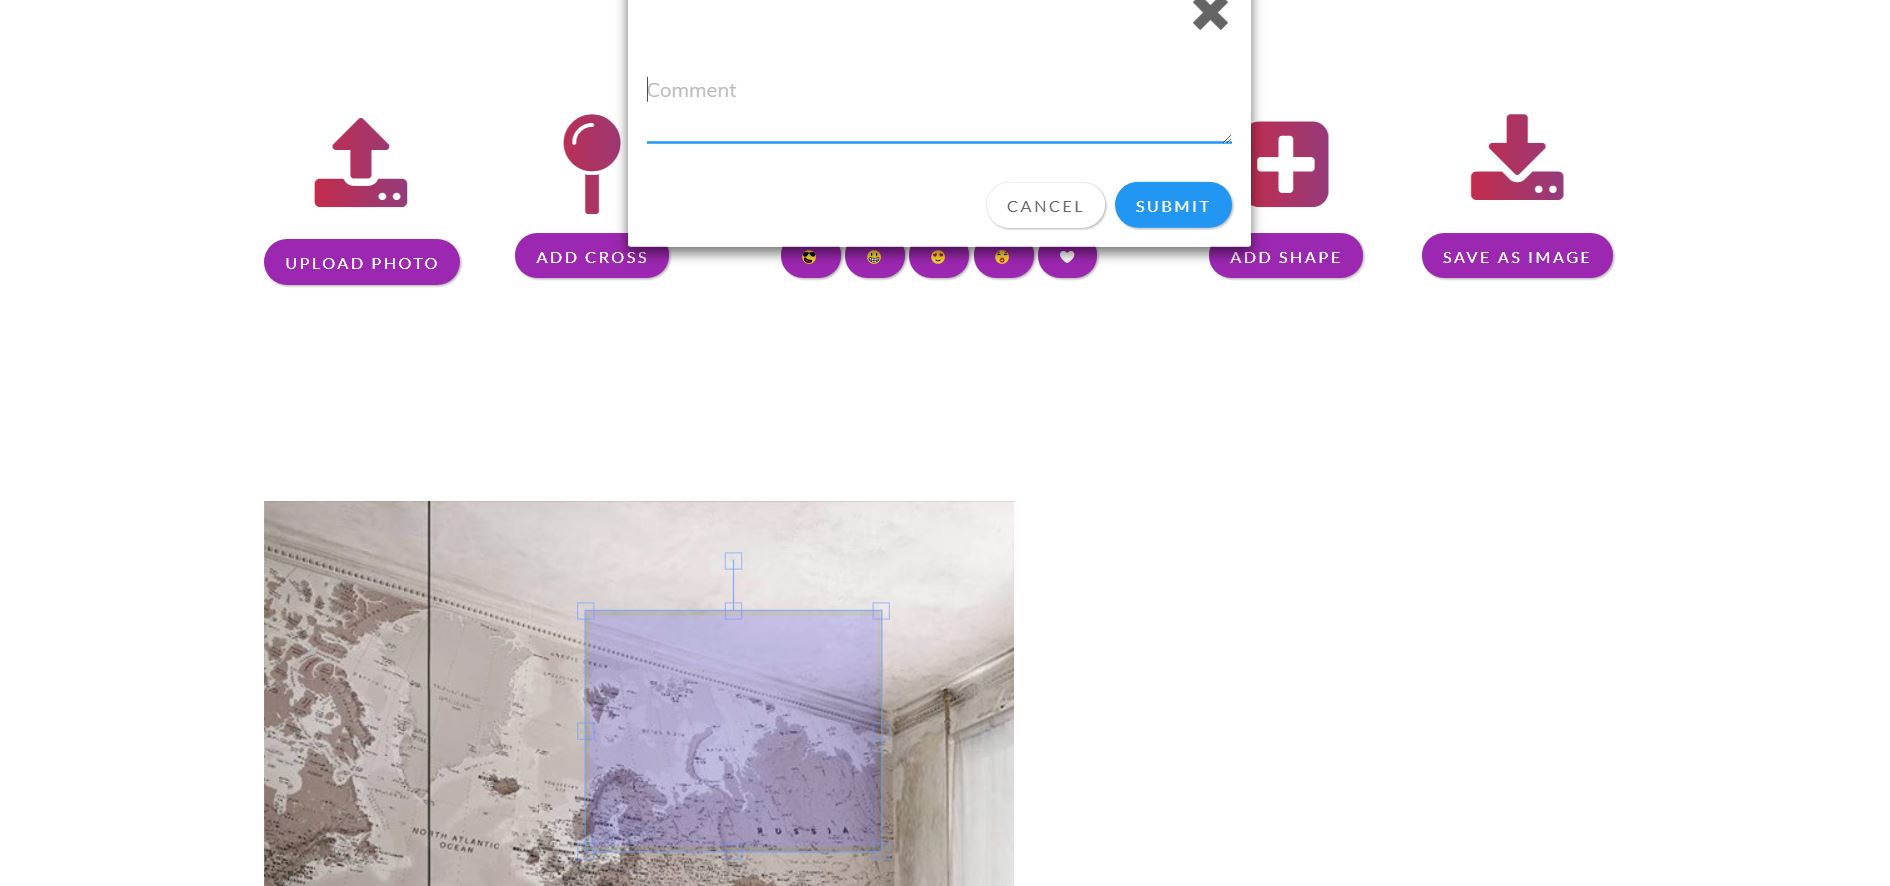 Comment
CANCEL
SUBMIT
UPLOAD PHOTO
ADD CROSS
ADD SHAPE
SAVE AS IMAGE
RUSSIA
NORTH ATLANTIC
OCEAN